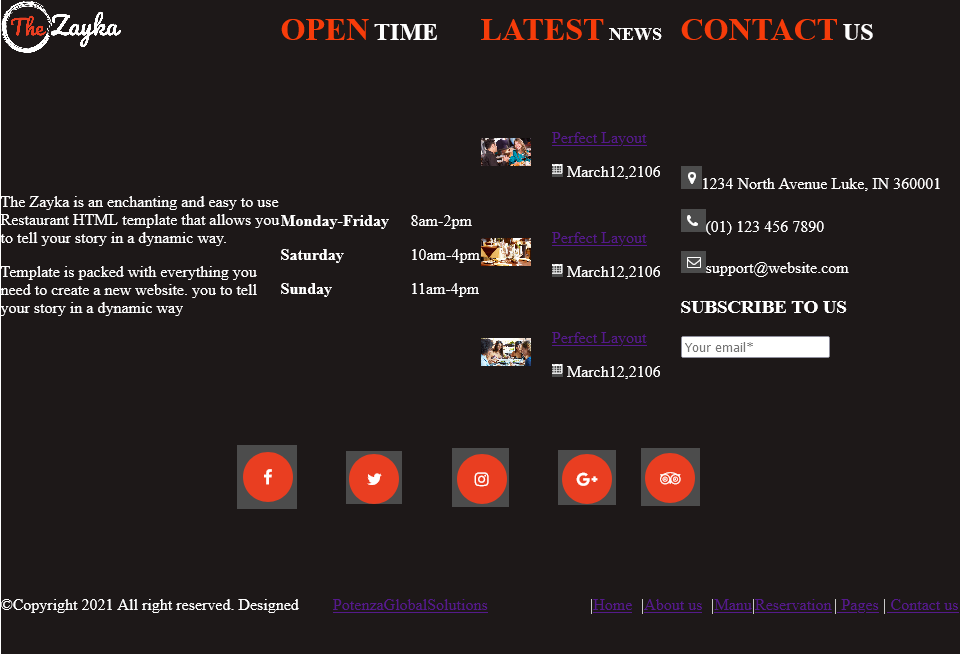 The Zayka
OPEN TIME
LATEST NEWS
CONTACT US
The Zayka is an enchanting and easy to use
Restaurant HTML template that allows you
to tell your story in a dynamic way.
Template is packed with everything you
need to create a new website. you to tell
your story in a dynamic way
Monday-Friday 8am-2pm
Saturday 10am-4pm
Sunday 11am-4pm
Perfect Layout
March12,2106
Perfect Layout
March12,2106
Perfect Layout
March12,2106
1234 North Avenue Luke, IN 360001
(01) 123 456 7890
support@website.com
SUBSCRIBE TO US
Your email*
f
G+
©Copyright 2021 All right reserved. Designed PotenzaGlobalSolutions |Home |About us |Manu|Reservation| Pages | Contact us